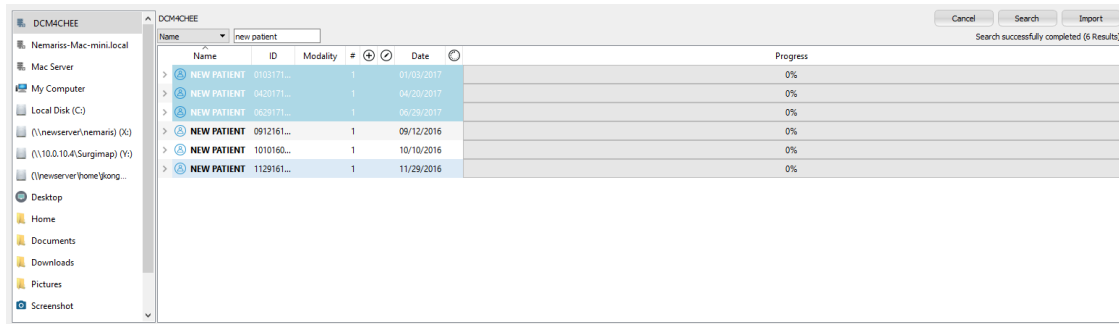 DCM4CHEE
Nemariss-Mac-mini.local
Mac Server
My Computer
Local Disk (C:)
(\\newserver\nemaris) (X:)
(\\10.0.10.4\Surgimap) (Y:)
(\\newserver\home\jkong...
Desktop
Home
Documents
Downloads
Pictures
Screenshot
DCM4CHEE
Cancel Search Import
Name new patient
Search successfully completed (6 Results)
Name ID Modality # Date Progress
NEW PATIENT 0103171... 1 01/03/2017 0%
NEW PATIENT 0420171... 1 04/20/2017 0%
NEW PATIENT 0629171... 1 06/29/2017 0%
NEW PATIENT 0912161... 1 09/12/2016 0%
NEW PATIENT 1010160... 1 10/10/2016 0%
NEW PATIENT 1129161... 1 11/29/2016 0%